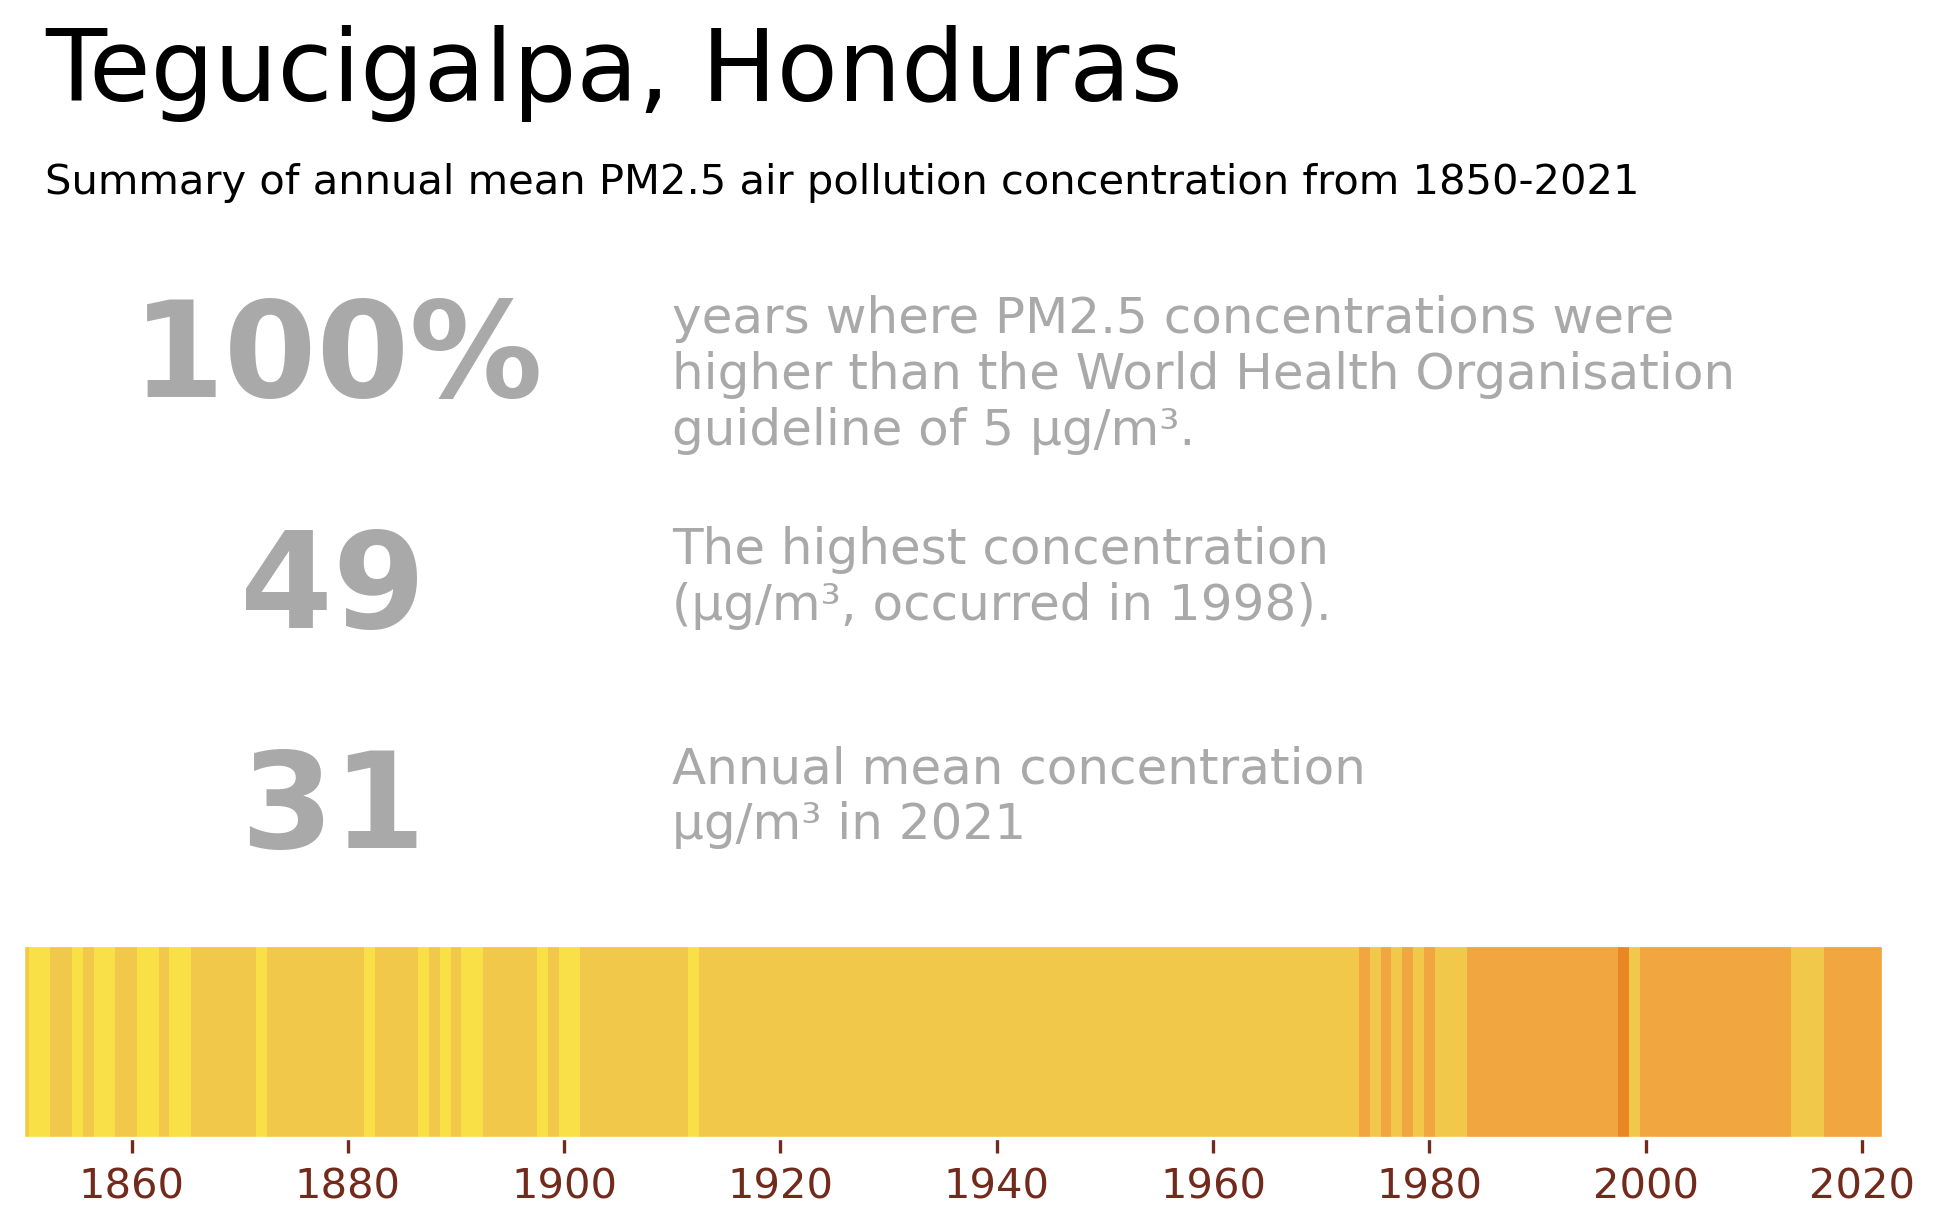 Tegucigalpa, Honduras
Summary of annual mean PM2.5 air pollution concentration from 1850-2021
100%
years where PM2.5 concentrations were
higher than the World Health Organisation
guideline of 5 µg/m³.
49
The highest concentration
(µg/m³, occurred in 1998).
31
Annual mean concentration
µg/m³ in 2021
1860 1880 1900 1920 1940 1960 1980 2000 2020